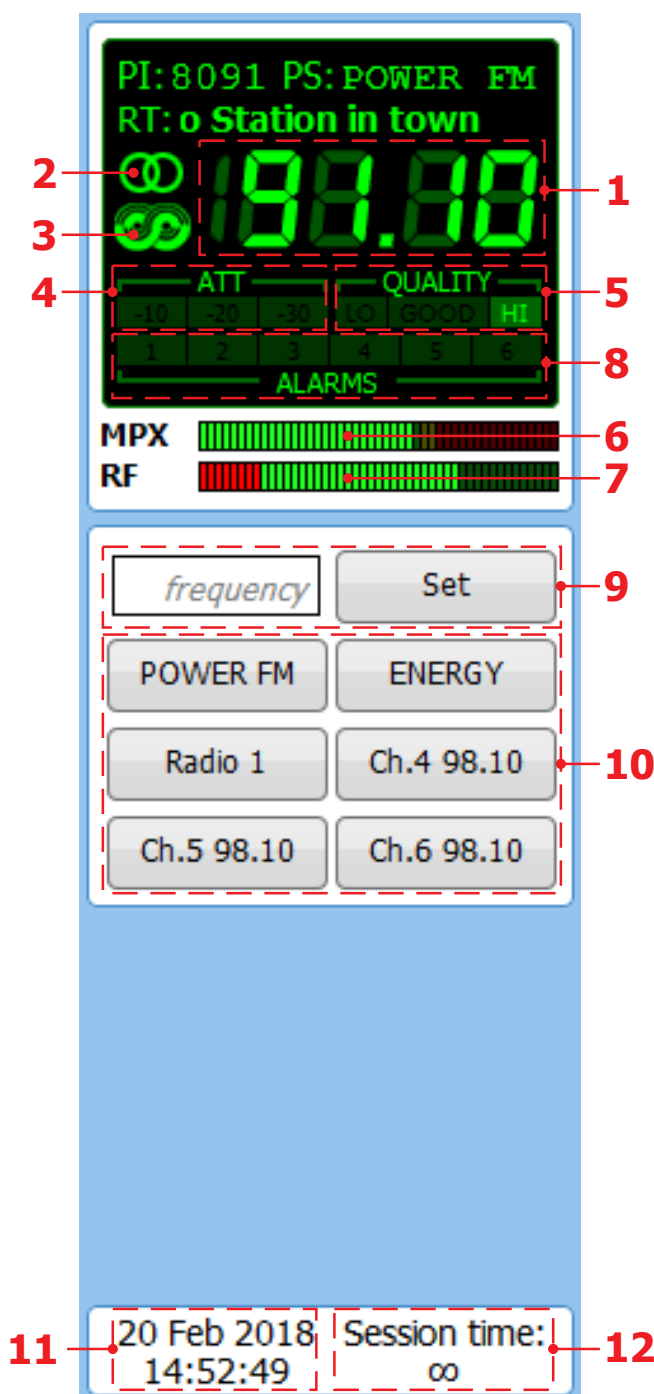 PI: 8091 PS: POWER FM
RT: o Station in town
2
91.10
1
3
4
ATT
QUALITY
5
-10 -20 -30 LO GOOD HI
1 2 3 4 5 6
8
ALARMS
MPX
6
RF
7
frequency Set
9
POWER FM ENERGY
Radio 1 Ch.4 98.10
10
Ch.5 98.10 Ch.6 98.10
11
20 Feb 2018
14:52:49
Session time:
∞
12